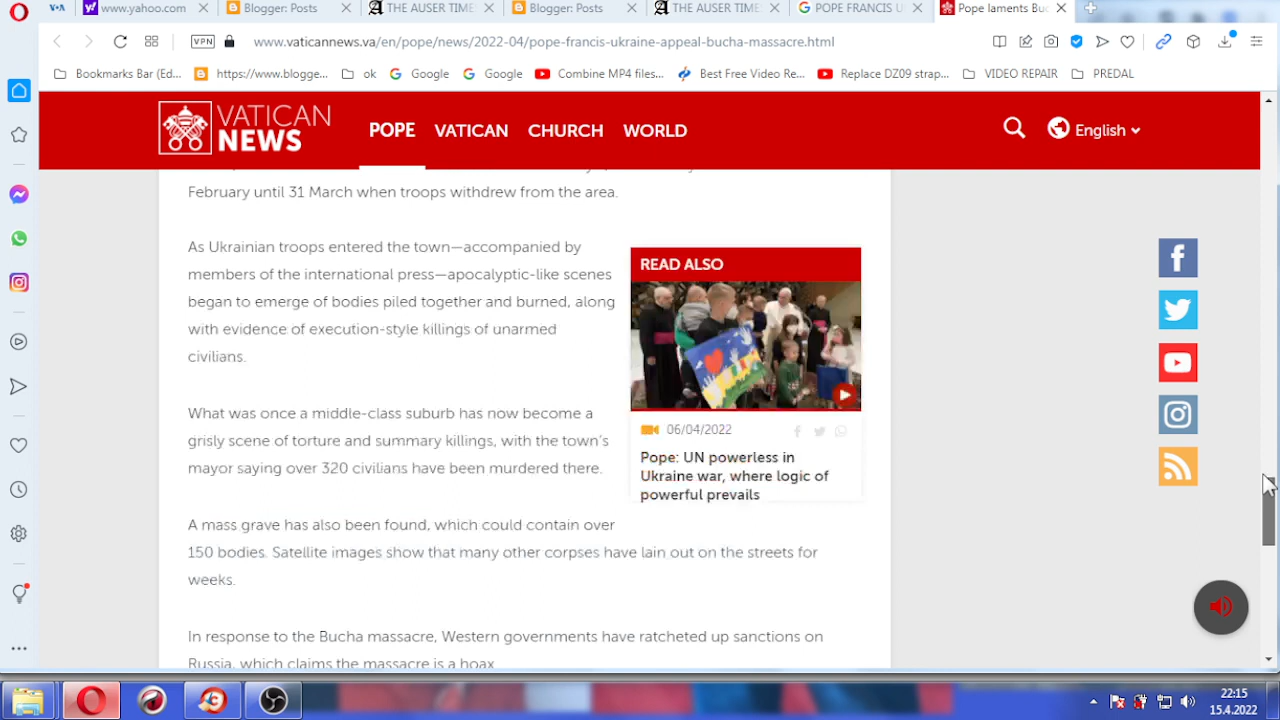 www.yahoo.com
Blogger: Posts
THE AUSER TIME
Blogger: Posts
THE AUSER TIME
POPE FRANCIS U
Pope laments Buc
VPN
www.vaticannews.va/en/pope/news/2022-04/pope-francis-ukraine-appeal-bucha-massacre.html
Bookmarks Bar (Ed...
https://www.blogge...
ok
Google
Google
Combine MP4 files...
Best Free Video Re...
Replace DZ09 strap...
VIDEO REPAIR
PREDAL
VATICAN
NEWS
POPE
VATICAN
CHURCH
WORLD
English
February until 31 March when troops withdrew from the area.
As Ukrainian troops entered the town—accompanied by
members of the international press—apocalyptic-like scenes
began to emerge of bodies piled together and burned, along
with evidence of execution-style killings of unarmed
civilians.
What was once a middle-class suburb has now become a
grisly scene of torture and summary killings, with the town's
mayor saying over 320 civilians have been murdered there.
A mass grave has also been found, which could contain over
150 bodies. Satellite images show that many other corpses have lain out on the streets for
weeks.
In response to the Bucha massacre, Western governments have ratcheted up sanctions on
Russia, which claims the massacre is a hoax
READ ALSO
06/04/2022
Pope: UN powerless in
Ukraine war, where logic of
powerful prevails
22:15
15.4.2022